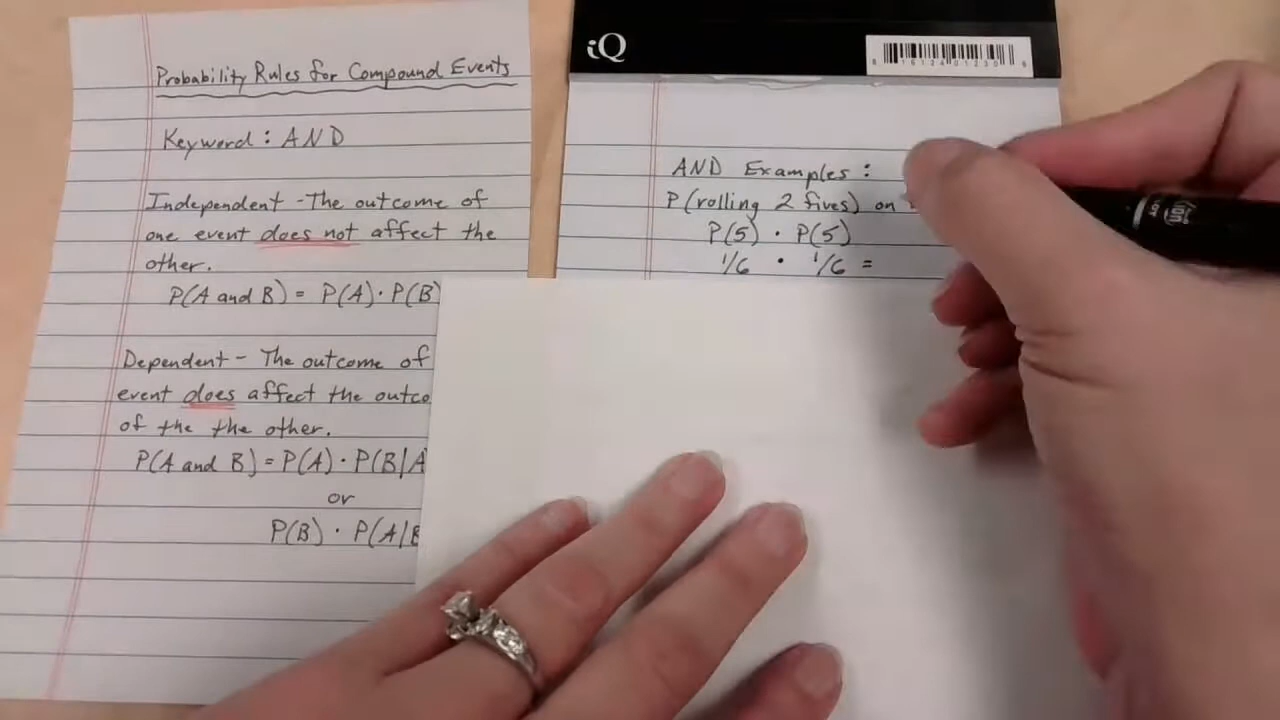 Probability Rules for Compound Events
Keyword: AND
Independent - The outcome of
one event does not affect the
other.
P(A and B) = P(A) · P(B)
Dependent - The outcome of
event does affect the outco
of the the other.
P(A and B) = P(A) · P(B|A
or
P(B) · P(A|B
iQ
AND Examples:
P(rolling 2 fives) on
P(5) · P(5)
1/6 · 1/6 =